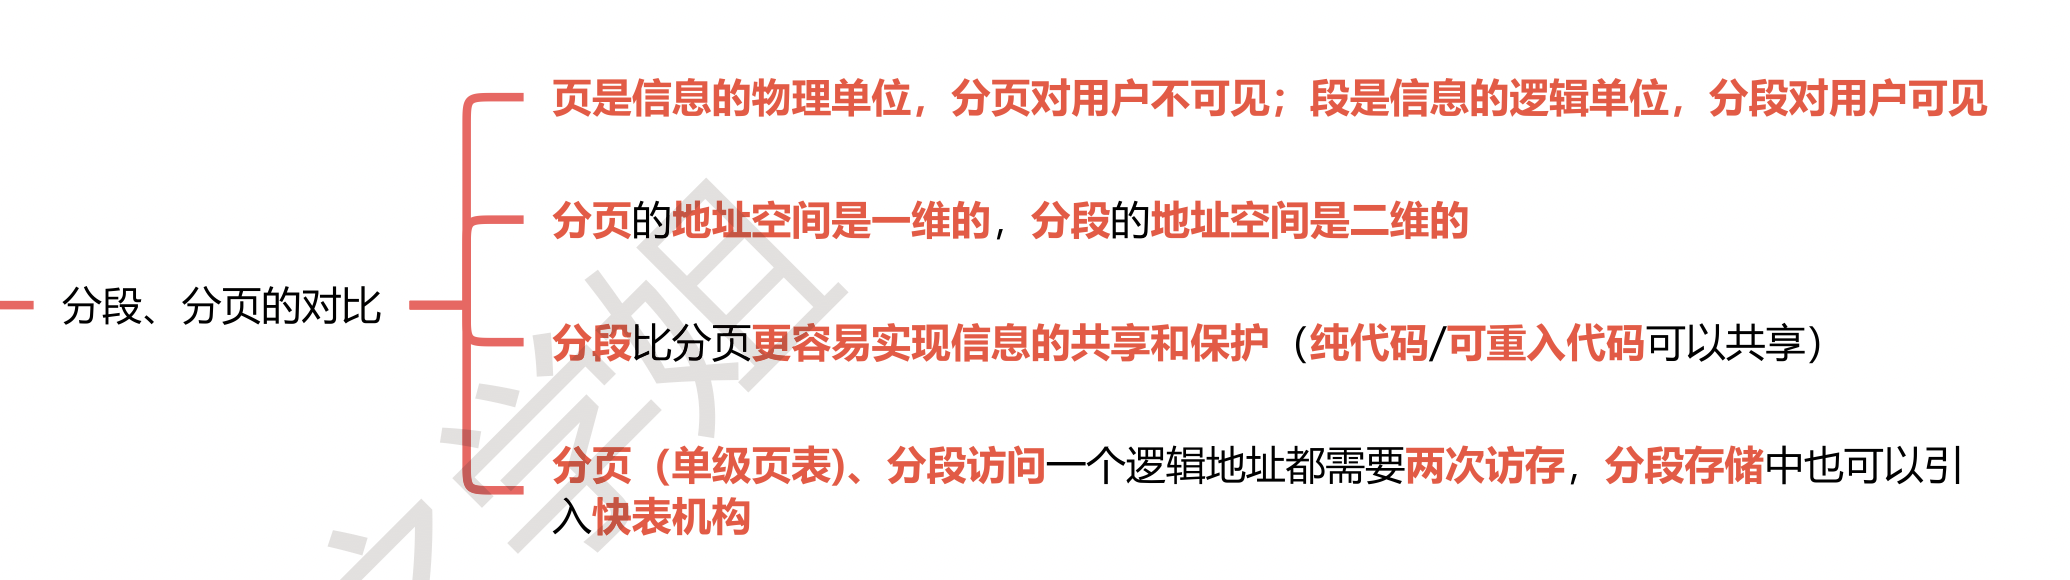 页是信息的物理单位，分页对用户不可见；段是信息的逻辑单位，分段对用户可见
分页的地址空间是一维的，分段的地址空间是二维的
分段、分页的对比
分段比分页更容易实现信息的共享和保护（纯代码/可重入代码可以共享）
分页（单级页表)、分段访问一个逻辑地址都需要两次访存，分段存储中也可以引
入快表机构
学姐